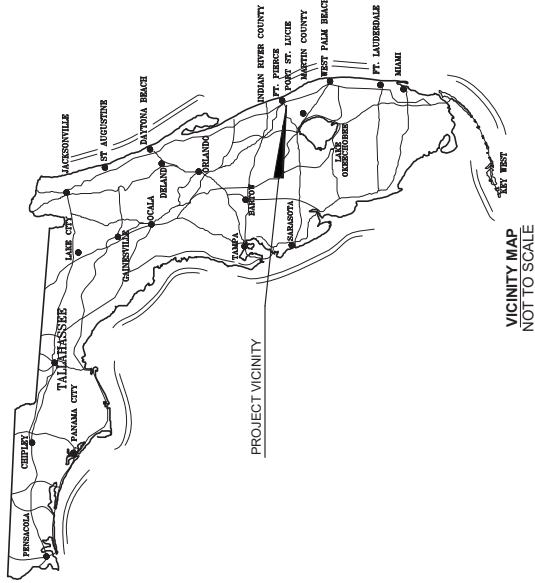 PENSACOLA
CHIPLEY
PANAMA CITY
TALLAHASSEE
LAKE CITY
JACKSONVILLE
ST AUGUSTINE
GAINESVILLE
OCALA
DAYTONA BEACH
DELAND
ORLANDO
TAMPA
BARTOW
SARASOTA
INDIAN RIVER COUNTY
FT. PIERCE
PORT ST. LUCIE
MARTIN COUNTY
WEST PALM BEACH
LAKE
OKEECHOBEE
FT. LAUDERDALE
MIAMI
KEY WEST
PROJECT VICINITY
VICINITY MAP
NOT TO SCALE